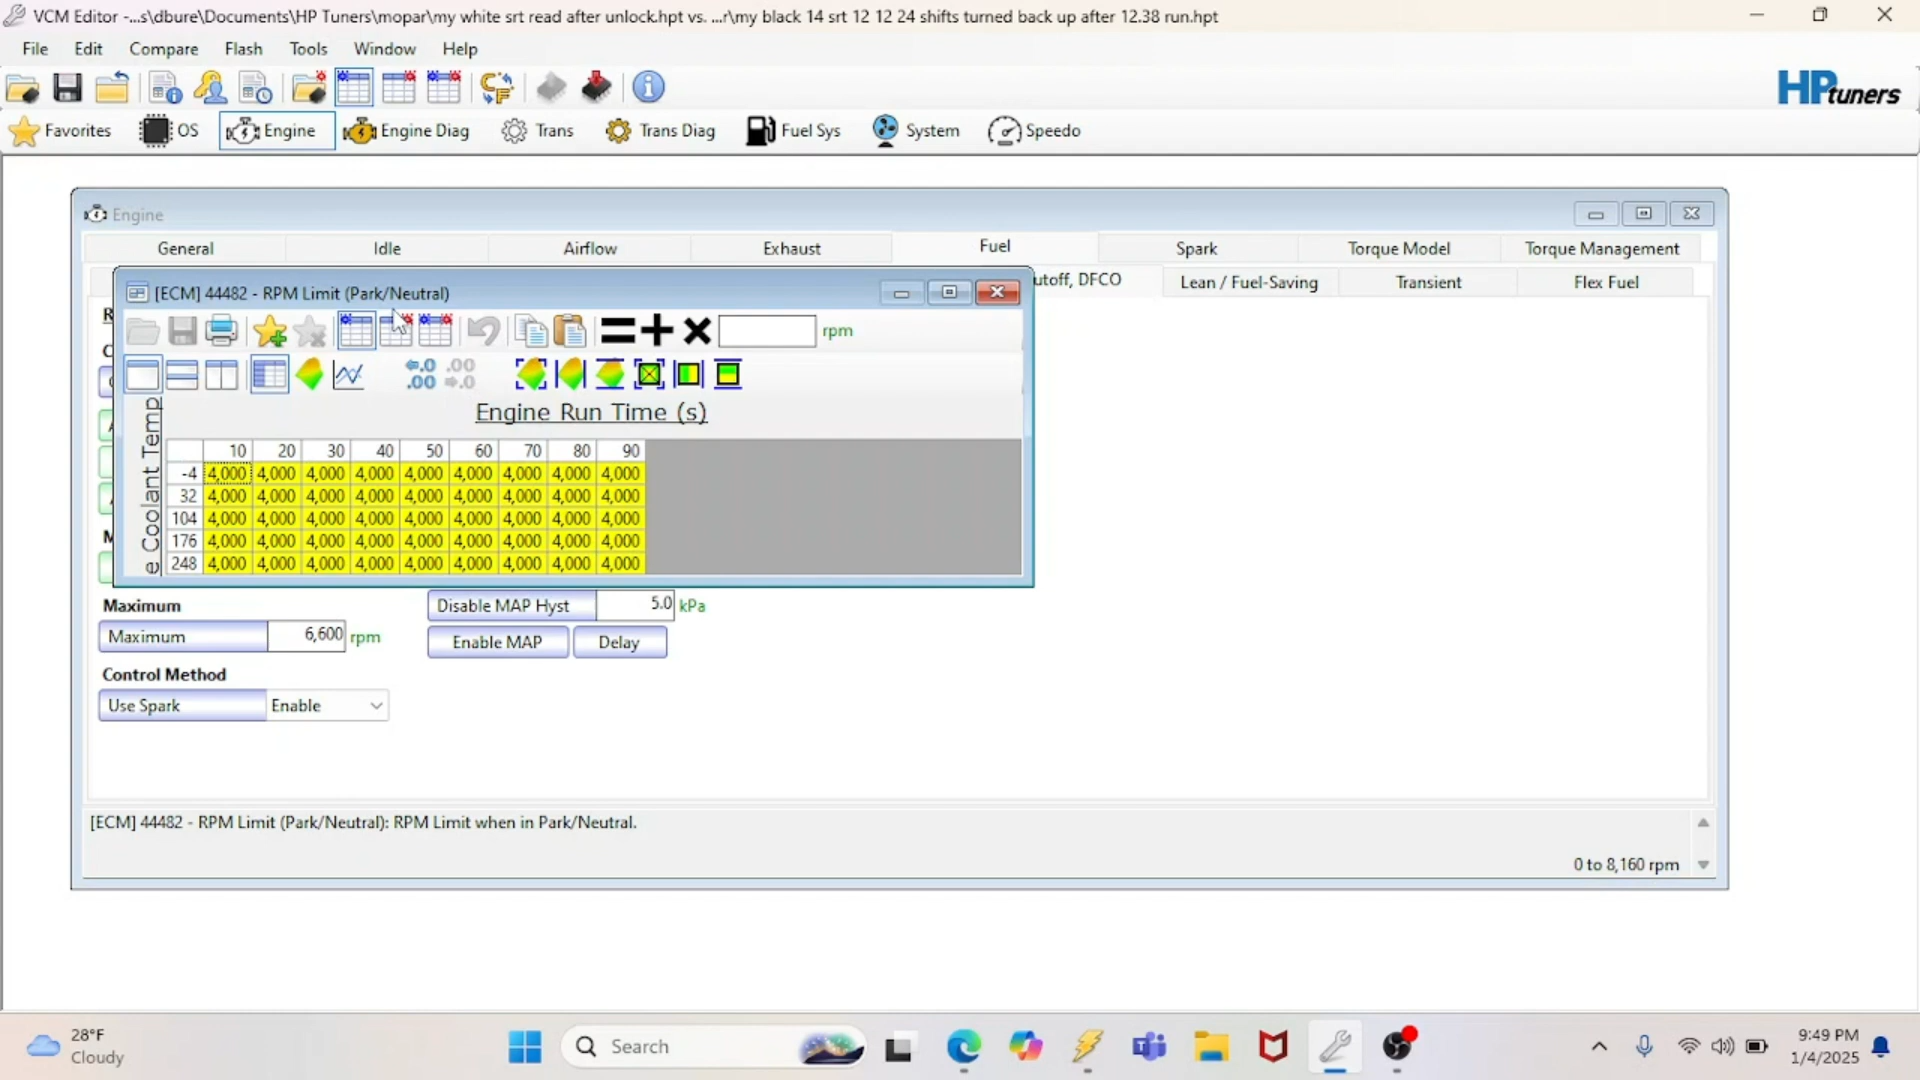 VCM Editor -...s\dbure\Documents\HP Tuners\mopar\my white srt read after unlock.hpt vs. ...r\my black 14 srt 12 12 24 shifts turned back up after 12.38 run.hpt
File Edit Compare Flash Tools Window Help
HPtuners
Favorites OS Engine Engine Diag Trans Trans Diag Fuel Sys System Speedo
Engine
General Idle Airflow Exhaust Fuel Spark Torque Model Torque Management
utoff, DFCO Lean / Fuel-Saving Transient Flex Fuel
[ECM] 44482 - RPM Limit (Park/Neutral)
rpm
Engine Run Time (s)
e Coolant Temp
10 20 30 40 50 60 70 80 90
-4 4,000 4,000 4,000 4,000 4,000 4,000 4,000 4,000 4,000
32 4,000 4,000 4,000 4,000 4,000 4,000 4,000 4,000 4,000
104 4,000 4,000 4,000 4,000 4,000 4,000 4,000 4,000 4,000
176 4,000 4,000 4,000 4,000 4,000 4,000 4,000 4,000 4,000
248 4,000 4,000 4,000 4,000 4,000 4,000 4,000 4,000 4,000
Maximum Disable MAP Hyst 5.0 kPa
Maximum 6,600 rpm Enable MAP Delay
Control Method
Use Spark Enable
[ECM] 44482 - RPM Limit (Park/Neutral): RPM Limit when in Park/Neutral.
0 to 8,160 rpm
28°F
Cloudy
Search
9:49 PM
1/4/2025